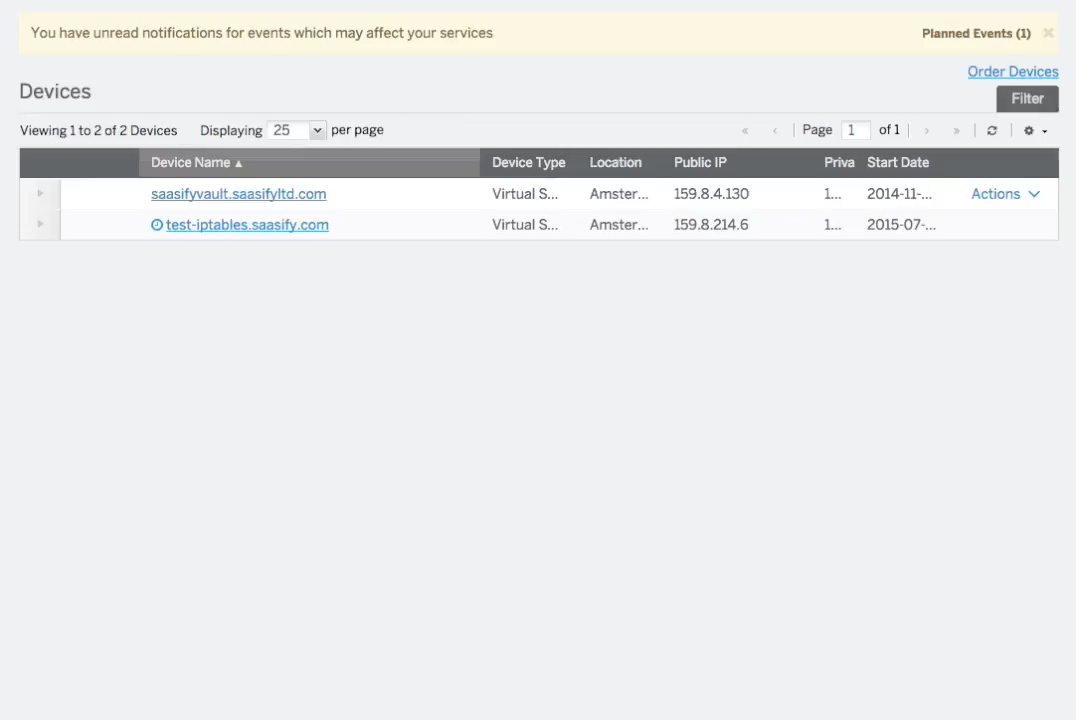 You have unread notifications for events which may affect your services Planned Events (1)
Order Devices
Devices
Filter
Viewing 1 to 2 of 2 Devices Displaying 25 per page « ‹ Page 1 of 1 › »
Device Name ▲ Device Type Location Public IP Priva Start Date
saasifyvault.saasifyltd.com Virtual S... Amster... 159.8.4.130 1... 2014-11-... Actions
test-iptables.saasify.com Virtual S... Amster... 159.8.214.6 1... 2015-07-...